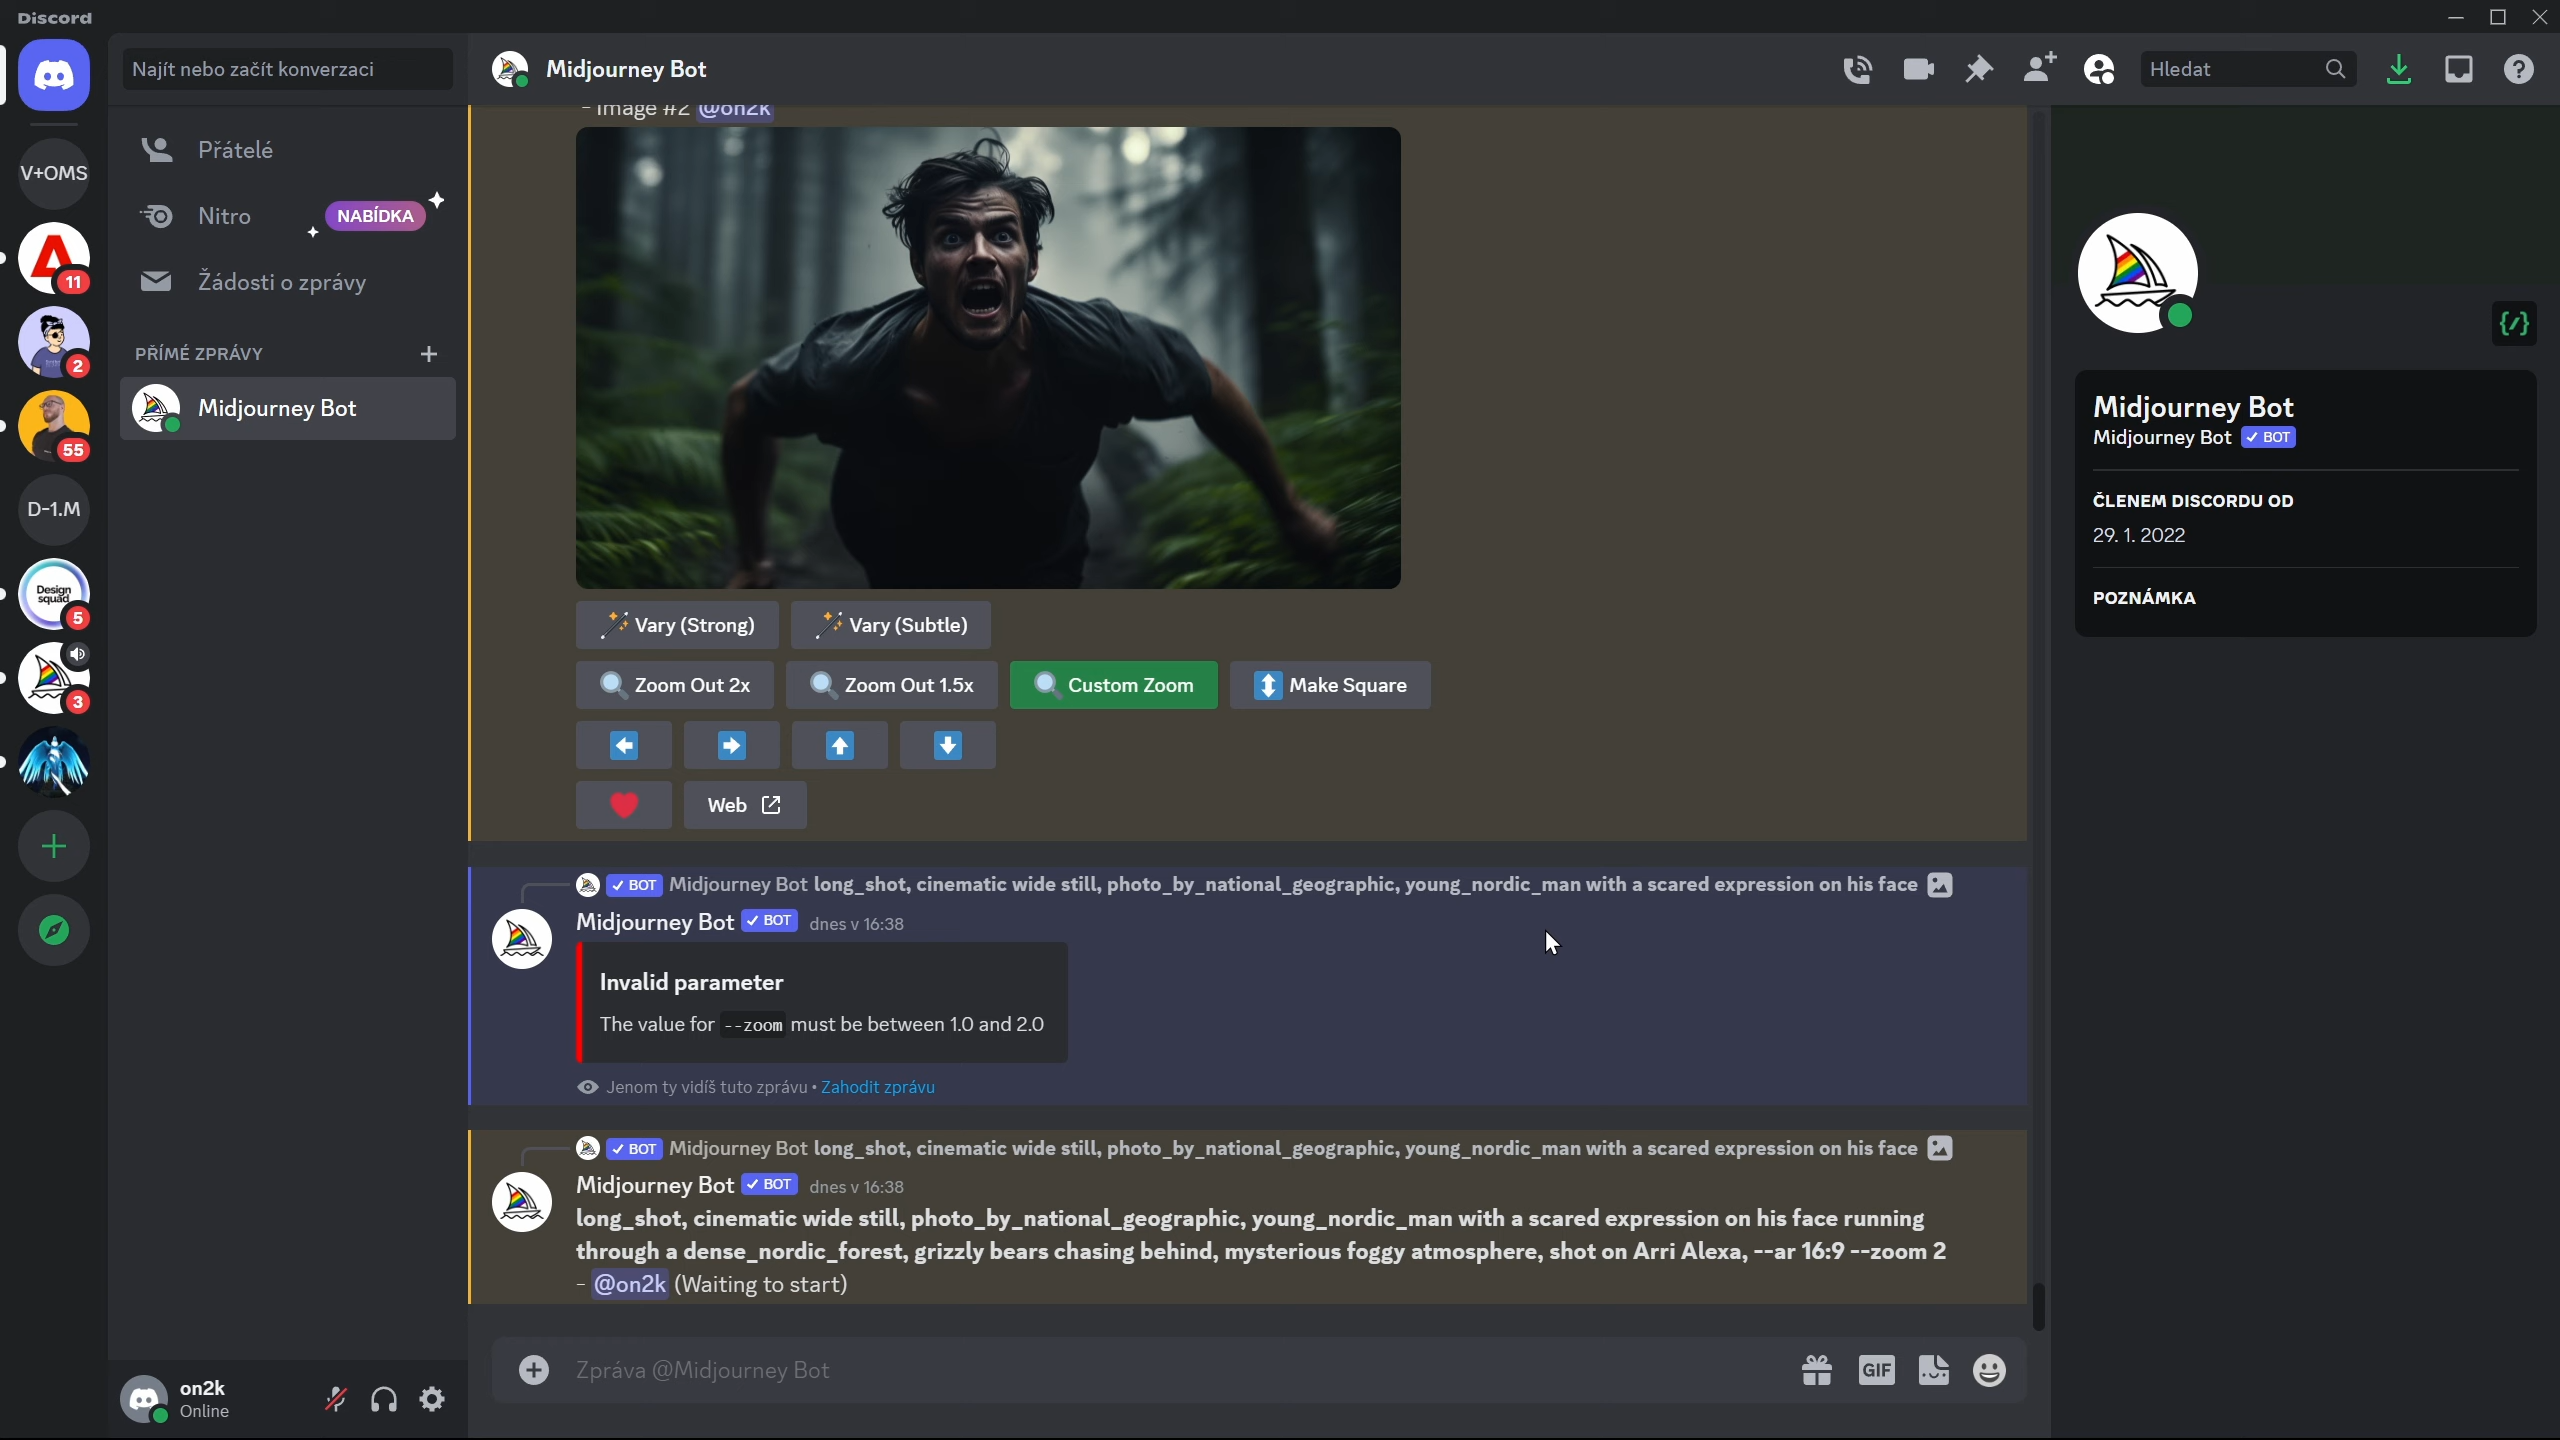 Discord
Najít nebo začít konverzaci
Midjourney Bot
Hledat
V+OMS
11
2
55
D-1.M
Design
squad
5
3
Přátelé
Nitro
NABÍDKA
Žádosti o zprávy
PŘÍMÉ ZPRÁVY
Midjourney Bot
- Image #2 @on2k
Vary (Strong)
Vary (Subtle)
Zoom Out 2x
Zoom Out 1.5x
Custom Zoom
Make Square
Web
BOT Midjourney Bot long_shot, cinematic wide still, photo_by_national_geographic, young_nordic_man with a scared expression on his face
Midjourney Bot BOT dnes v 16:38
Invalid parameter
The value for --zoom must be between 1.0 and 2.0
Jenom ty vidíš tuto zprávu • Zahodit zprávu
BOT Midjourney Bot long_shot, cinematic wide still, photo_by_national_geographic, young_nordic_man with a scared expression on his face
Midjourney Bot BOT dnes v 16:38
long_shot, cinematic wide still, photo_by_national_geographic, young_nordic_man with a scared expression on his face running
through a dense_nordic_forest, grizzly bears chasing behind, mysterious foggy atmosphere, shot on Arri Alexa, --ar 16:9 --zoom 2
- @on2k (Waiting to start)
Zpráva @Midjourney Bot
GIF
on2k
Online
Midjourney Bot
Midjourney Bot BOT
ČLENEM DISCORDU OD
29. 1. 2022
POZNÁMKA